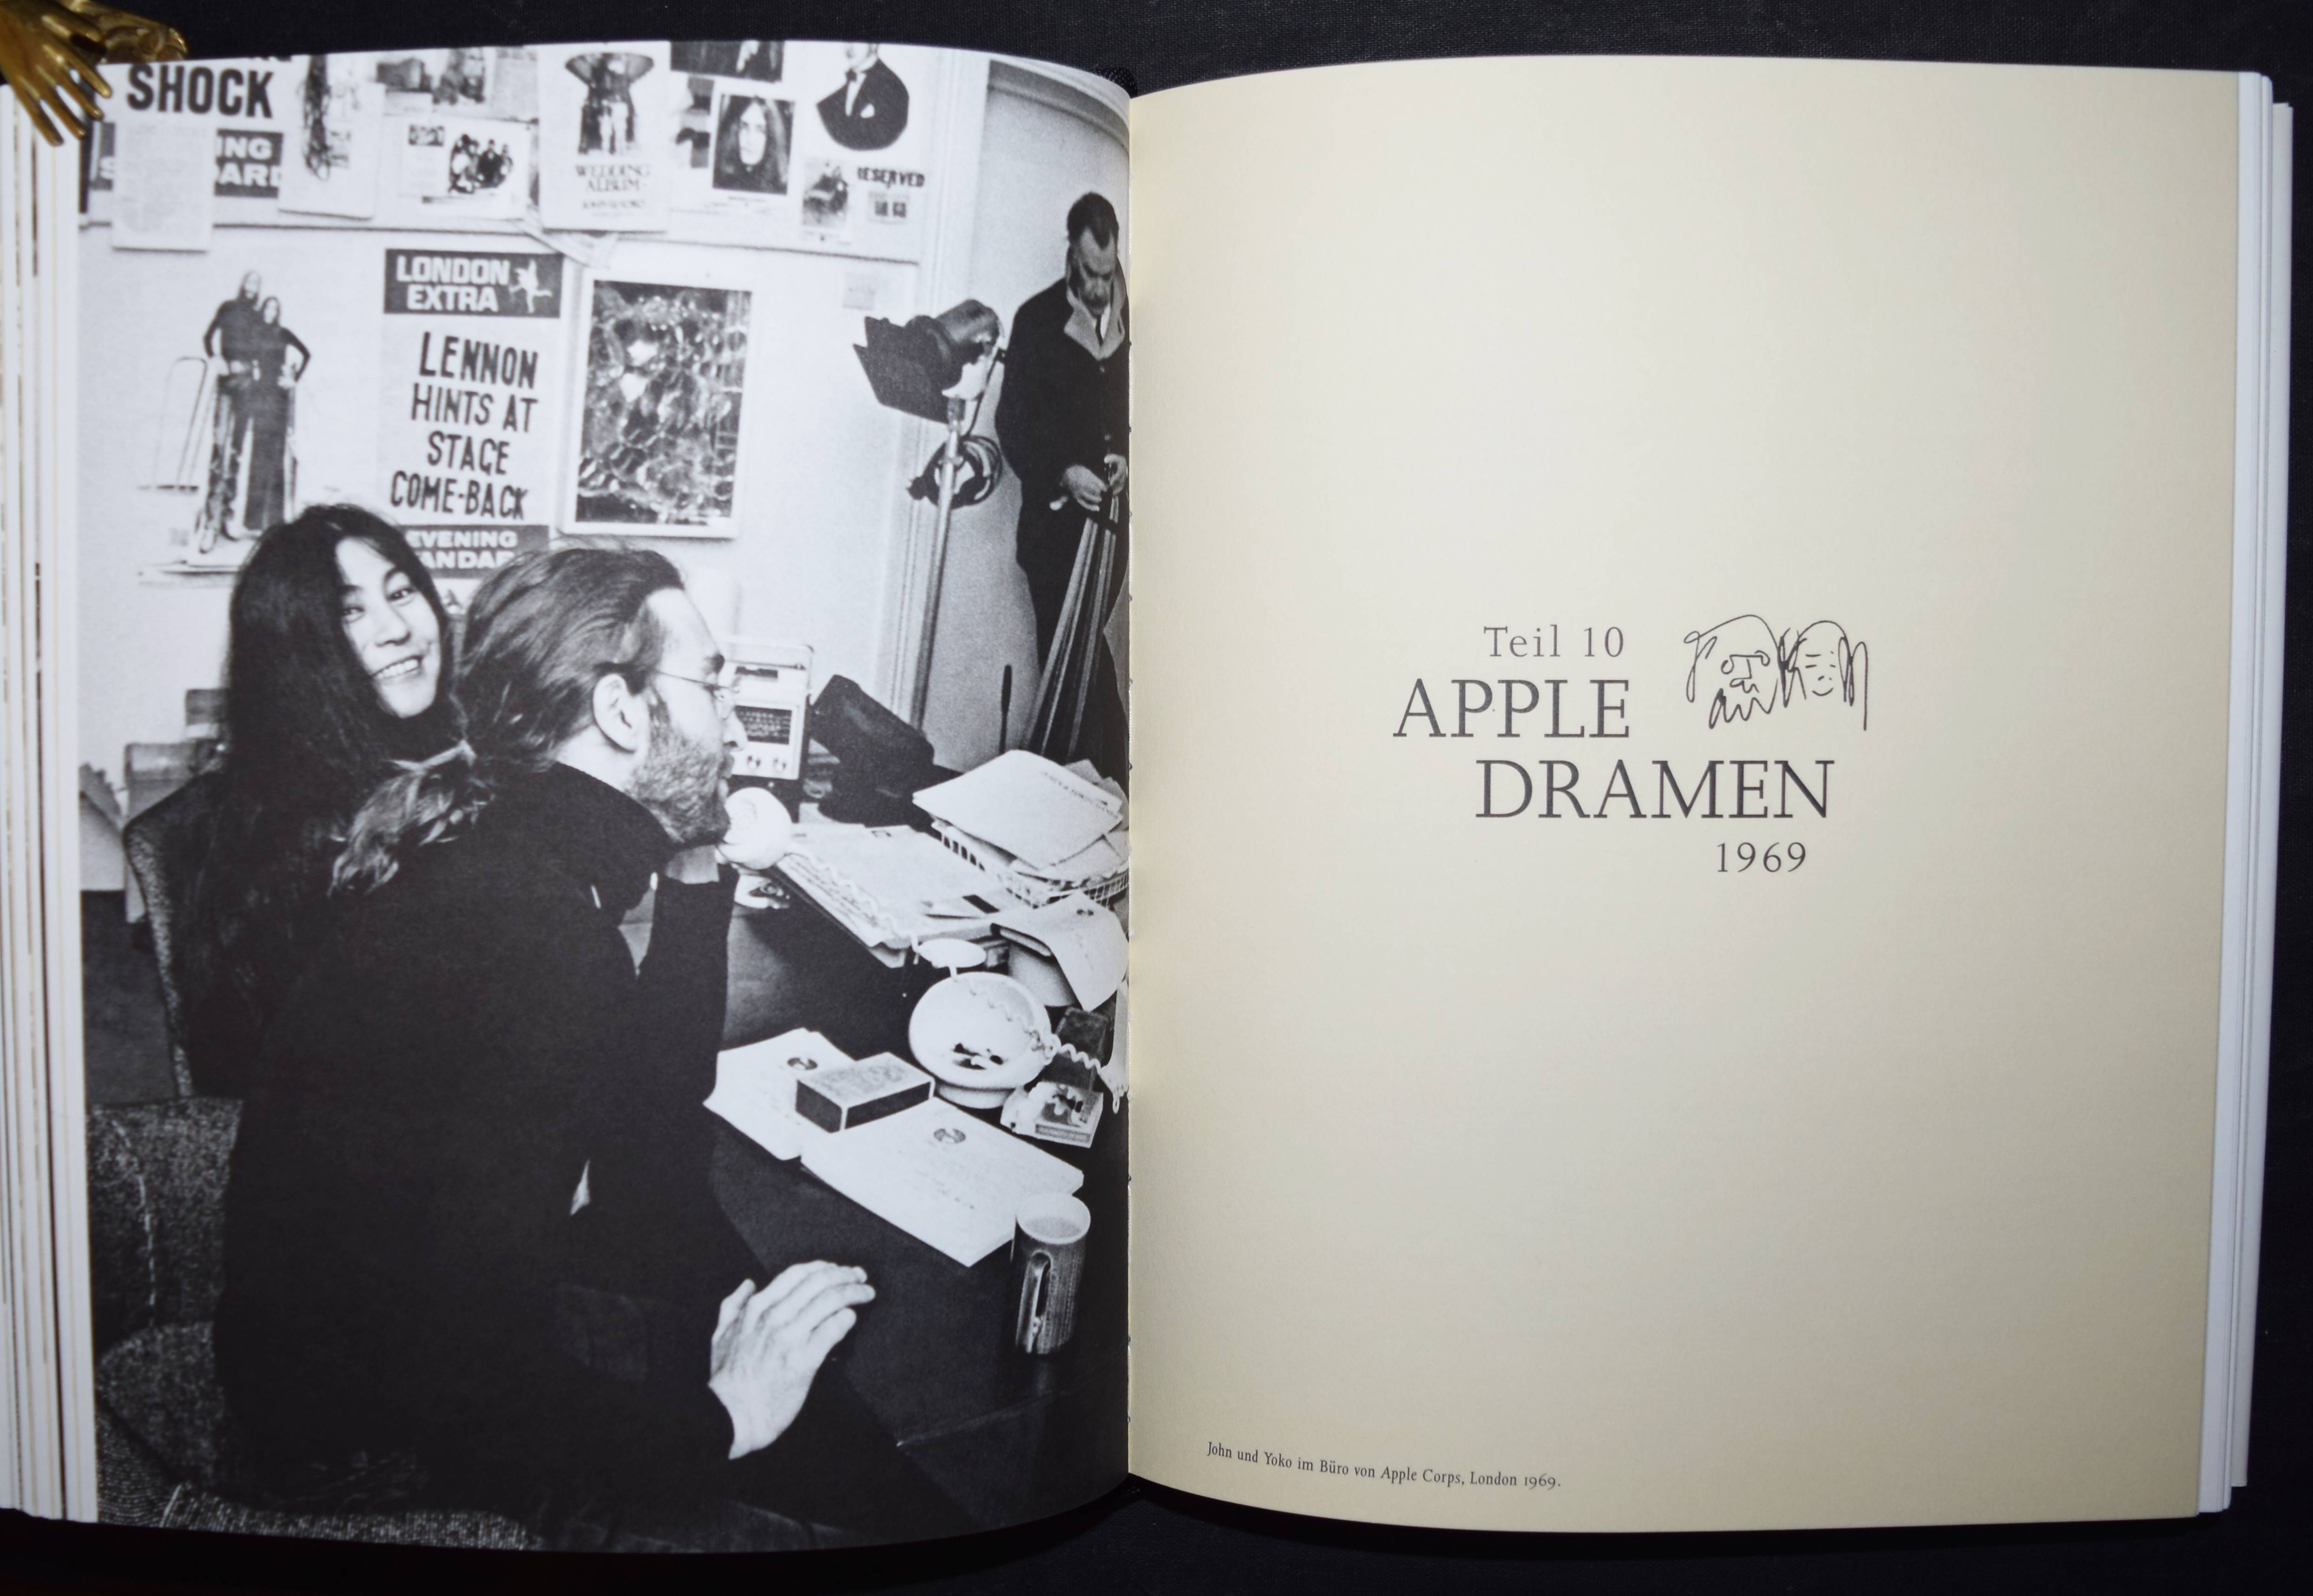 SHOCK
WEDDING
ALBUM
RESERVED
LONDON
EXTRA
LENNON
HINTS AT
STAGE
COME-BACK
EVENING
Teil 10
APPLE
DRAMEN
1969
John und Yoko im Büro von Apple Corps, London 1969.